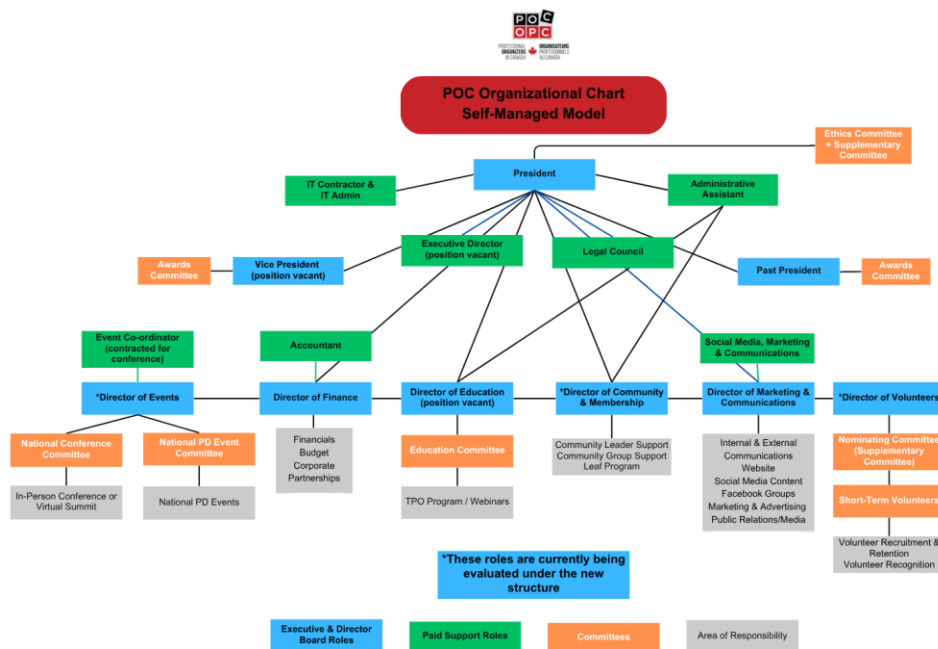 POC
OPC
PROFESSIONAL
ORGANIZERS
IN CANADA
ORGANISATEURS
PROFESSIONNELS
AU CANADA
POC Organizational Chart
Self-Managed Model
Ethics Committee
+ Supplementary
Committee
President
IT Contractor &
IT Admin
Administrative
Assistant
Executive Director
(position vacant)
Legal Council
Awards
Committee
Vice President
(position vacant)
Past President
Awards
Committee
Event Co-ordinator
(contracted for
conference)
Accountant
Social Media, Marketing
& Communications
*Director of Events
Director of Finance
Director of Education
(position vacant)
*Director of Community
& Membership
Director of Marketing &
Communications
*Director of Volunteers
National Conference
Committee
National PD Event
Committee
Financials
Budget
Corporate
Partnerships
Education Committee
Community Leader Support
Community Group Support
Leaf Program
Internal & External
Communications
Website
Social Media Content
Facebook Groups
Marketing & Advertising
Public Relations/Media
Nominating Committee
(Supplementary
Committee)
In-Person Conference or
Virtual Summit
National PD Events
TPO Program / Webinars
Short-Term Volunteers
Volunteer Recruitment &
Retention
Volunteer Recognition
*These roles are currently being
evaluated under the new
structure
Executive & Director
Board Roles
Paid Support Roles
Committees
Area of Responsibility